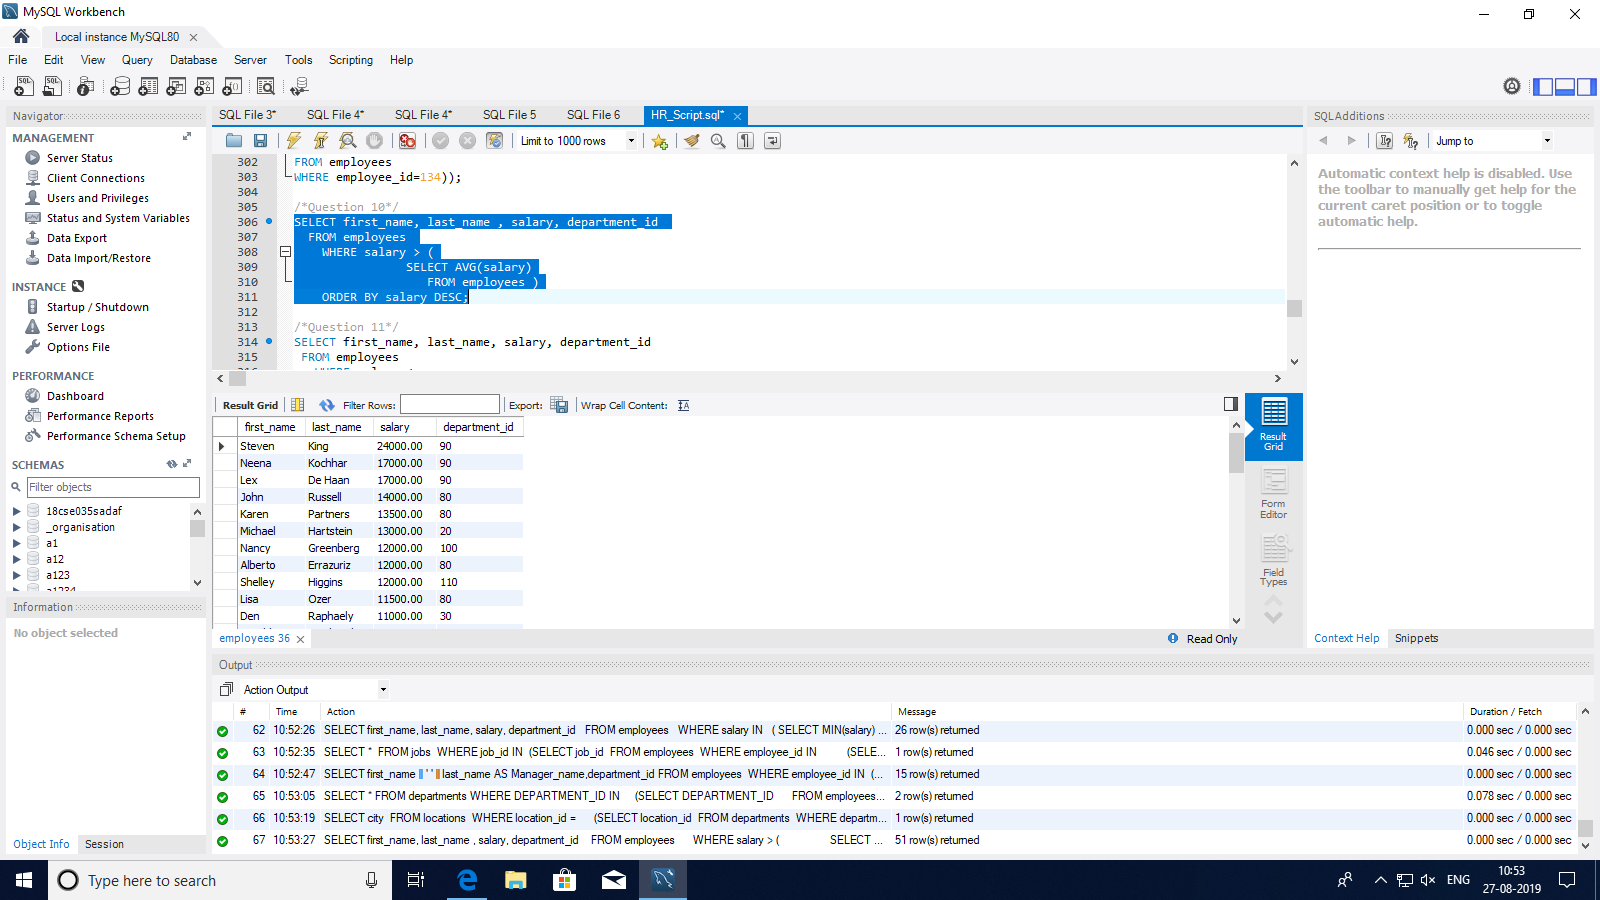 MySQL Workbench
Local instance MySQL80
File Edit View Query Database Server Tools Scripting Help
Navigator
MANAGEMENT
Server Status
Client Connections
Users and Privileges
Status and System Variables
Data Export
Data Import/Restore
INSTANCE
Startup / Shutdown
Server Logs
Options File
PERFORMANCE
Dashboard
Performance Reports
Performance Schema Setup
SCHEMAS
Filter objects
18cse035sadaf
_organisation
a1
a12
a123
Information
No object selected
Object Info Session
SQL File 3* SQL File 4* SQL File 4* SQL File 5 SQL File 6 HR_Script.sql*
Limit to 1000 rows
302 FROM employees
303 WHERE employee_id=134));
304
305 /*Question 10*/
306 SELECT first_name, last_name , salary, department_id
307 FROM employees
308 WHERE salary > (
309 SELECT AVG(salary)
310 FROM employees )
311 ORDER BY salary DESC;
312
313 /*Question 11*/
314 SELECT first_name, last_name, salary, department_id
315 FROM employees
Result Grid Filter Rows: Export: Wrap Cell Content:
first_name last_name salary department_id
Steven King 24000.00 90
Neena Kochhar 17000.00 90
Lex De Haan 17000.00 90
John Russell 14000.00 80
Karen Partners 13500.00 80
Michael Hartstein 13000.00 20
Nancy Greenberg 12000.00 100
Alberto Errazuriz 12000.00 80
Shelley Higgins 12000.00 110
Lisa Ozer 11500.00 80
Den Raphaely 11000.00 30
Result Grid
Form Editor
Field Types
employees 36
Read Only
SQLAdditions
Jump to
Automatic context help is disabled. Use
the toolbar to manually get help for the
current caret position or to toggle
automatic help.
Context Help Snippets
Output
Action Output
# Time Action Message Duration / Fetch
62 10:52:26 SELECT first_name, last_name, salary, department_id FROM employees WHERE salary IN ( SELECT MIN(salary) ... 26 row(s) returned 0.000 sec / 0.000 sec
63 10:52:35 SELECT * FROM jobs WHERE job_id IN (SELECT job_id FROM employees WHERE employee_id IN (SELE... 1 row(s) returned 0.046 sec / 0.000 sec
64 10:52:47 SELECT first_name || ' ' || last_name AS Manager_name,department_id FROM employees WHERE employee_id IN (... 15 row(s) returned 0.000 sec / 0.000 sec
65 10:53:05 SELECT * FROM departments WHERE DEPARTMENT_ID IN (SELECT DEPARTMENT_ID FROM employees... 2 row(s) returned 0.078 sec / 0.000 sec
66 10:53:19 SELECT city FROM locations WHERE location_id = (SELECT location_id FROM departments WHERE departm... 1 row(s) returned 0.000 sec / 0.000 sec
67 10:53:27 SELECT first_name, last_name , salary, department_id FROM employees WHERE salary > ( SELECT ... 51 row(s) returned 0.000 sec / 0.000 sec
Type here to search
ENG
10:53
27-08-2019